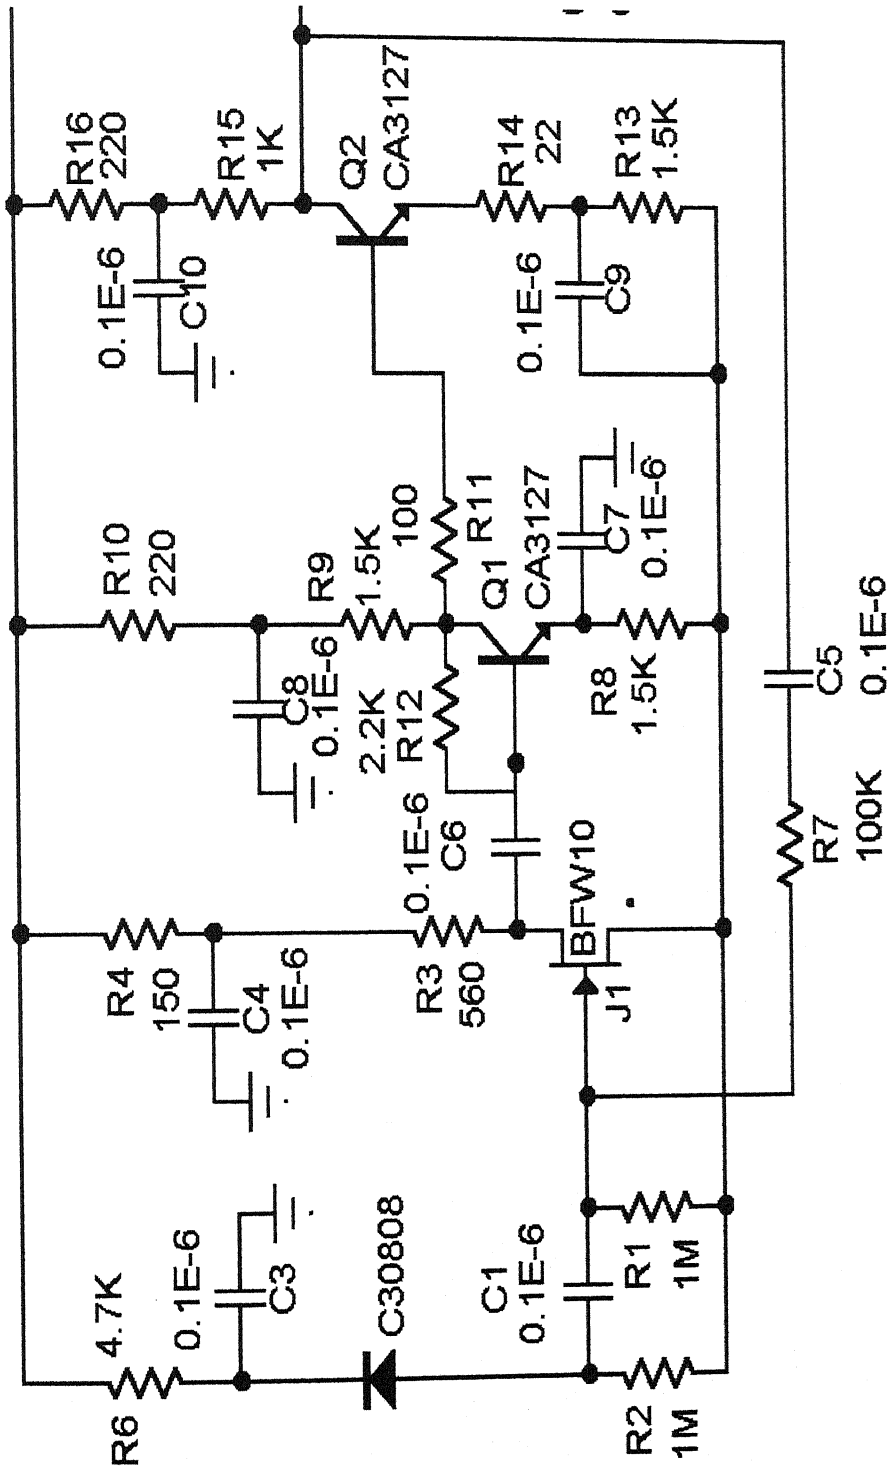 R16
220
R15
1K
Q2
CA3127
R14
22
R13
1.5K
0.1E-6
C10
0.1E-6
C9
R10
220
R9
1.5K
100
R11
Q1
CA3127
C7
0.1E-6
C8
0.1E-6
2.2K
R12
R8
1.5K
C5
0.1E-6
R7
100K
0.1E-6
C6
R4
150
C4
0.1E-6
R3
560
BFW10
J1
4.7K
R6
0.1E-6
C3
C30808
C1
0.1E-6
R1
1M
R2
1M